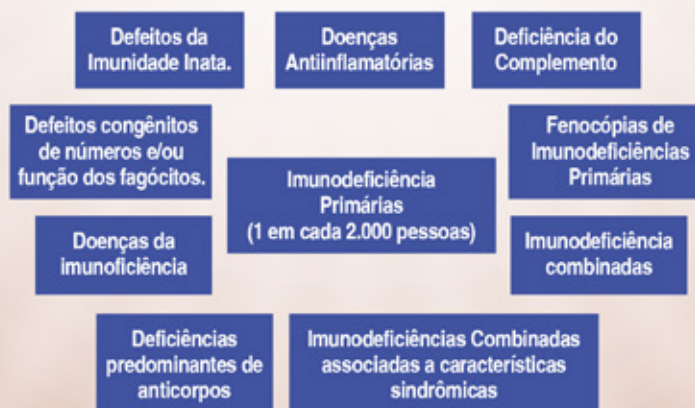 Defeitos da
Imunidade Inata.
Doenças
Antiinflamatórias
Deficiência do
Complemento
Defeitos congênitos
de números e/ou
função dos fagócitos.
Imunodeficiência
Primárias
(1 em cada 2.000 pessoas)
Fenocópias de
Imunodeficiências
Primárias
Doenças da
imunoficiência
Imunodeficiência
combinadas
Deficiências
predominantes de
anticorpos
Imunodeficiências Combinadas
associadas a características
sindrômicas